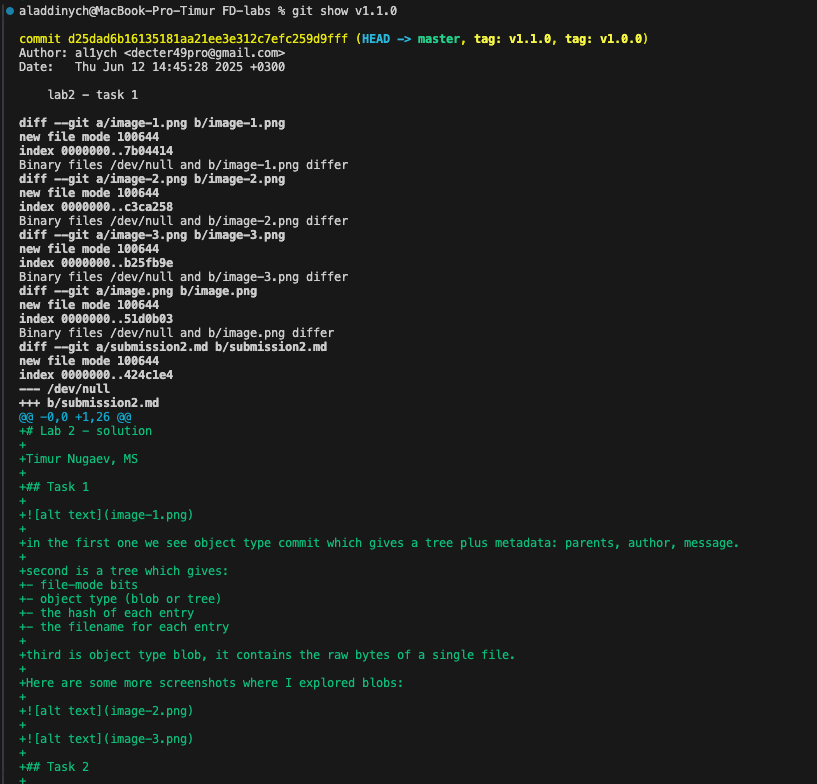 aladdinych@MacBook-Pro-Timur FD-labs % git show v1.1.0
commit d25dad6b16135181aa21ee3e312c7efc259d9fff (HEAD -> master, tag: v1.1.0, tag: v1.0.0)
Author: al1ych <decter49pro@gmail.com>
Date:   Thu Jun 12 14:45:28 2025 +0300
    lab2 - task 1
diff --git a/image-1.png b/image-1.png
new file mode 100644
index 0000000..7b04414
Binary files /dev/null and b/image-1.png differ
diff --git a/image-2.png b/image-2.png
new file mode 100644
index 0000000..c3ca258
Binary files /dev/null and b/image-2.png differ
diff --git a/image-3.png b/image-3.png
new file mode 100644
index 0000000..b25fb9e
Binary files /dev/null and b/image-3.png differ
diff --git a/image.png b/image.png
new file mode 100644
index 0000000..51d0b03
Binary files /dev/null and b/image.png differ
diff --git a/submission2.md b/submission2.md
new file mode 100644
index 0000000..424c1e4
--- /dev/null
+++ b/submission2.md
@@ -0,0 +1,26 @@
+# Lab 2 - solution
+
+Timur Nugaev, MS
+
+## Task 1
+
+![alt text](image-1.png)
+
+in the first one we see object type commit which gives a tree plus metadata: parents, author, message.
+
+second is a tree which gives:
+- file-mode bits
+- object type (blob or tree)
+- the hash of each entry
+- the filename for each entry
+
+third is object type blob, it contains the raw bytes of a single file.
+
+Here are some more screenshots where I explored blobs:
+
+![alt text](image-2.png)
+
+![alt text](image-3.png)
+
+## Task 2
+